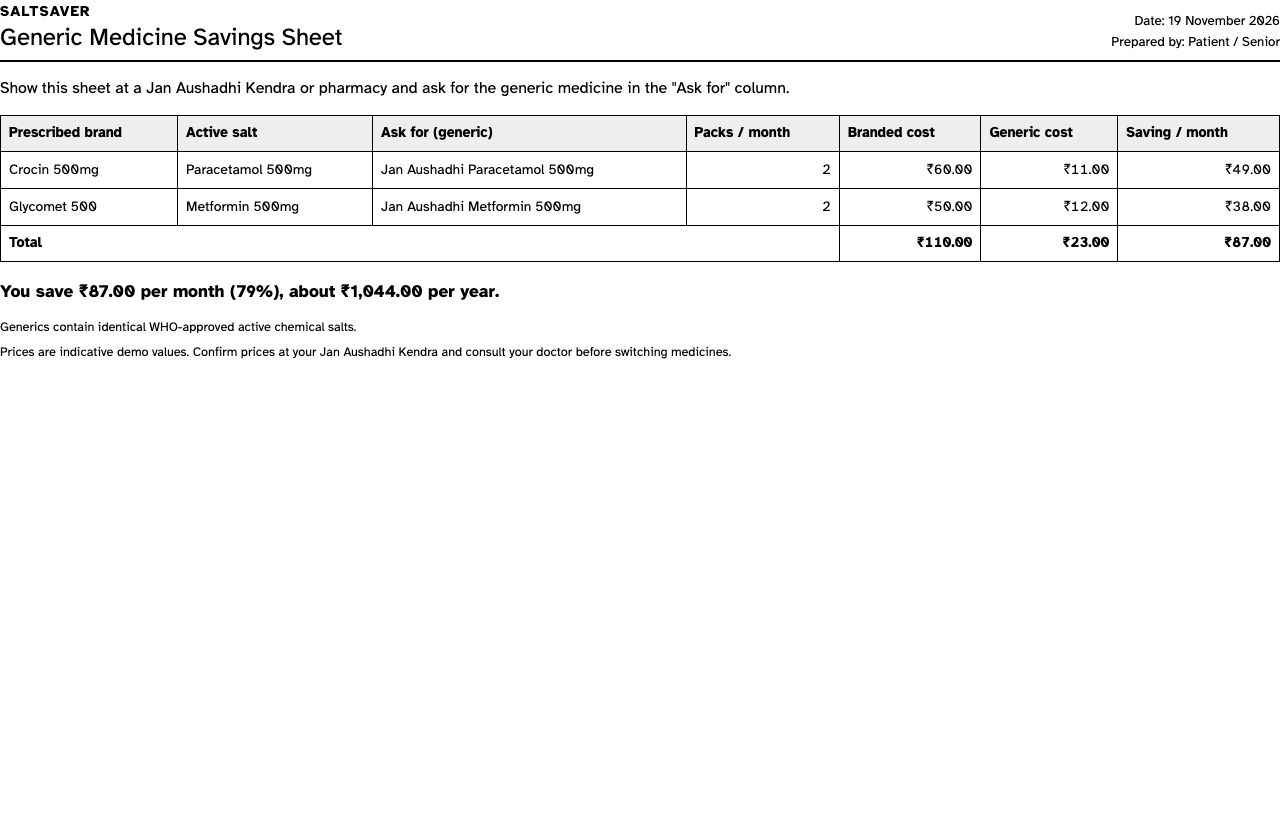 SALTSAVER
Generic Medicine Savings Sheet
Date: 19 November 2026
Prepared by: Patient / Senior
Show this sheet at a Jan Aushadhi Kendra or pharmacy and ask for the generic medicine in the "Ask for" column.
Prescribed brand Active salt Ask for (generic) Packs / month Branded cost Generic cost Saving / month
Crocin 500mg Paracetamol 500mg Jan Aushadhi Paracetamol 500mg 2 ₹60.00 ₹11.00 ₹49.00
Glycomet 500 Metformin 500mg Jan Aushadhi Metformin 500mg 2 ₹50.00 ₹12.00 ₹38.00
Total ₹110.00 ₹23.00 ₹87.00
You save ₹87.00 per month (79%), about ₹1,044.00 per year.
Generics contain identical WHO-approved active chemical salts.
Prices are indicative demo values. Confirm prices at your Jan Aushadhi Kendra and consult your doctor before switching medicines.